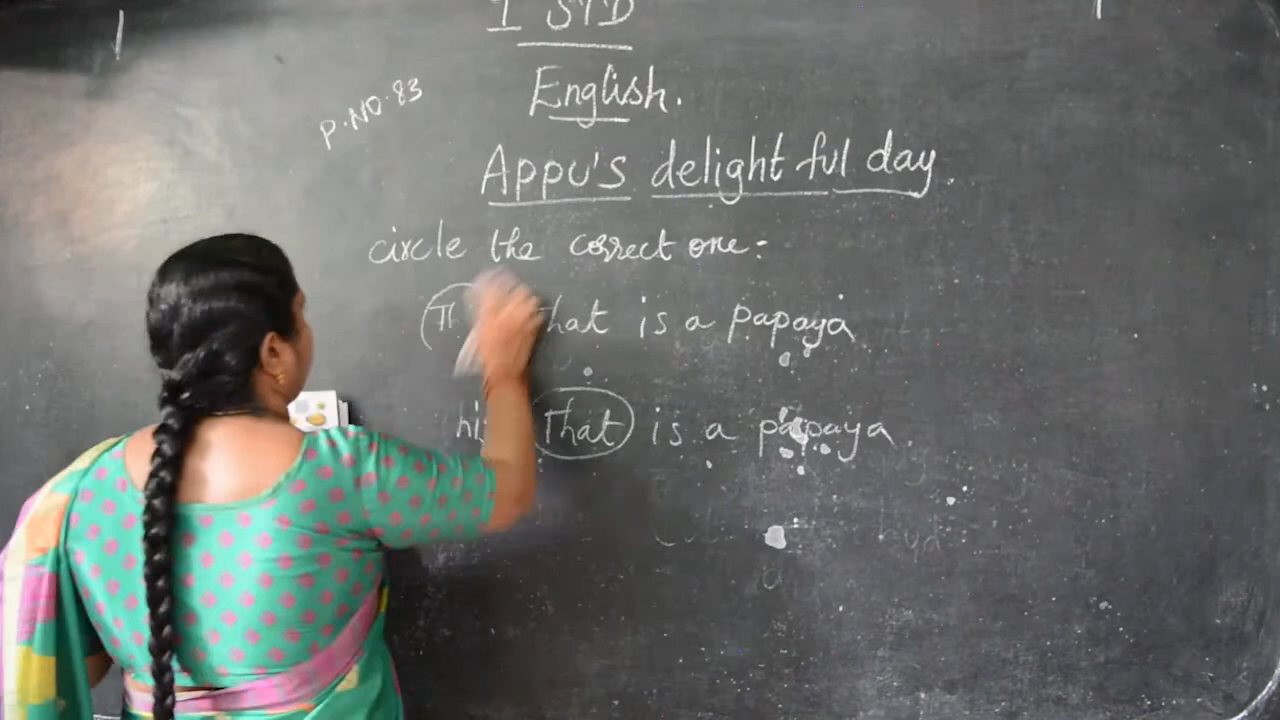 I STD
English.
P.NO.83
Appu's delightful day.
circle the correct one:-
that is a papaya
That is a papaya.